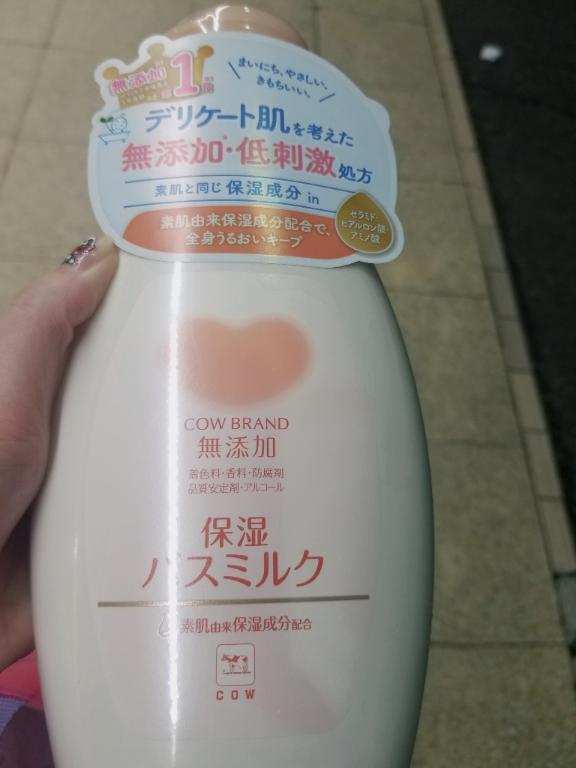 無添加
1
まいにち、やさしい、
きもちいい。
デリケート肌を考えた
無添加・低刺激処方
素肌と同じ 保湿成分 in
素肌由来保湿成分配合で、
全身うるおいキープ
セラミド・
ヒアルロン酸
アミノ酸
COW BRAND
無添加
着色料・香料・防腐剤
品質安定剤・アルコール
保湿
バスミルク
素肌由来保湿成分配合
COW